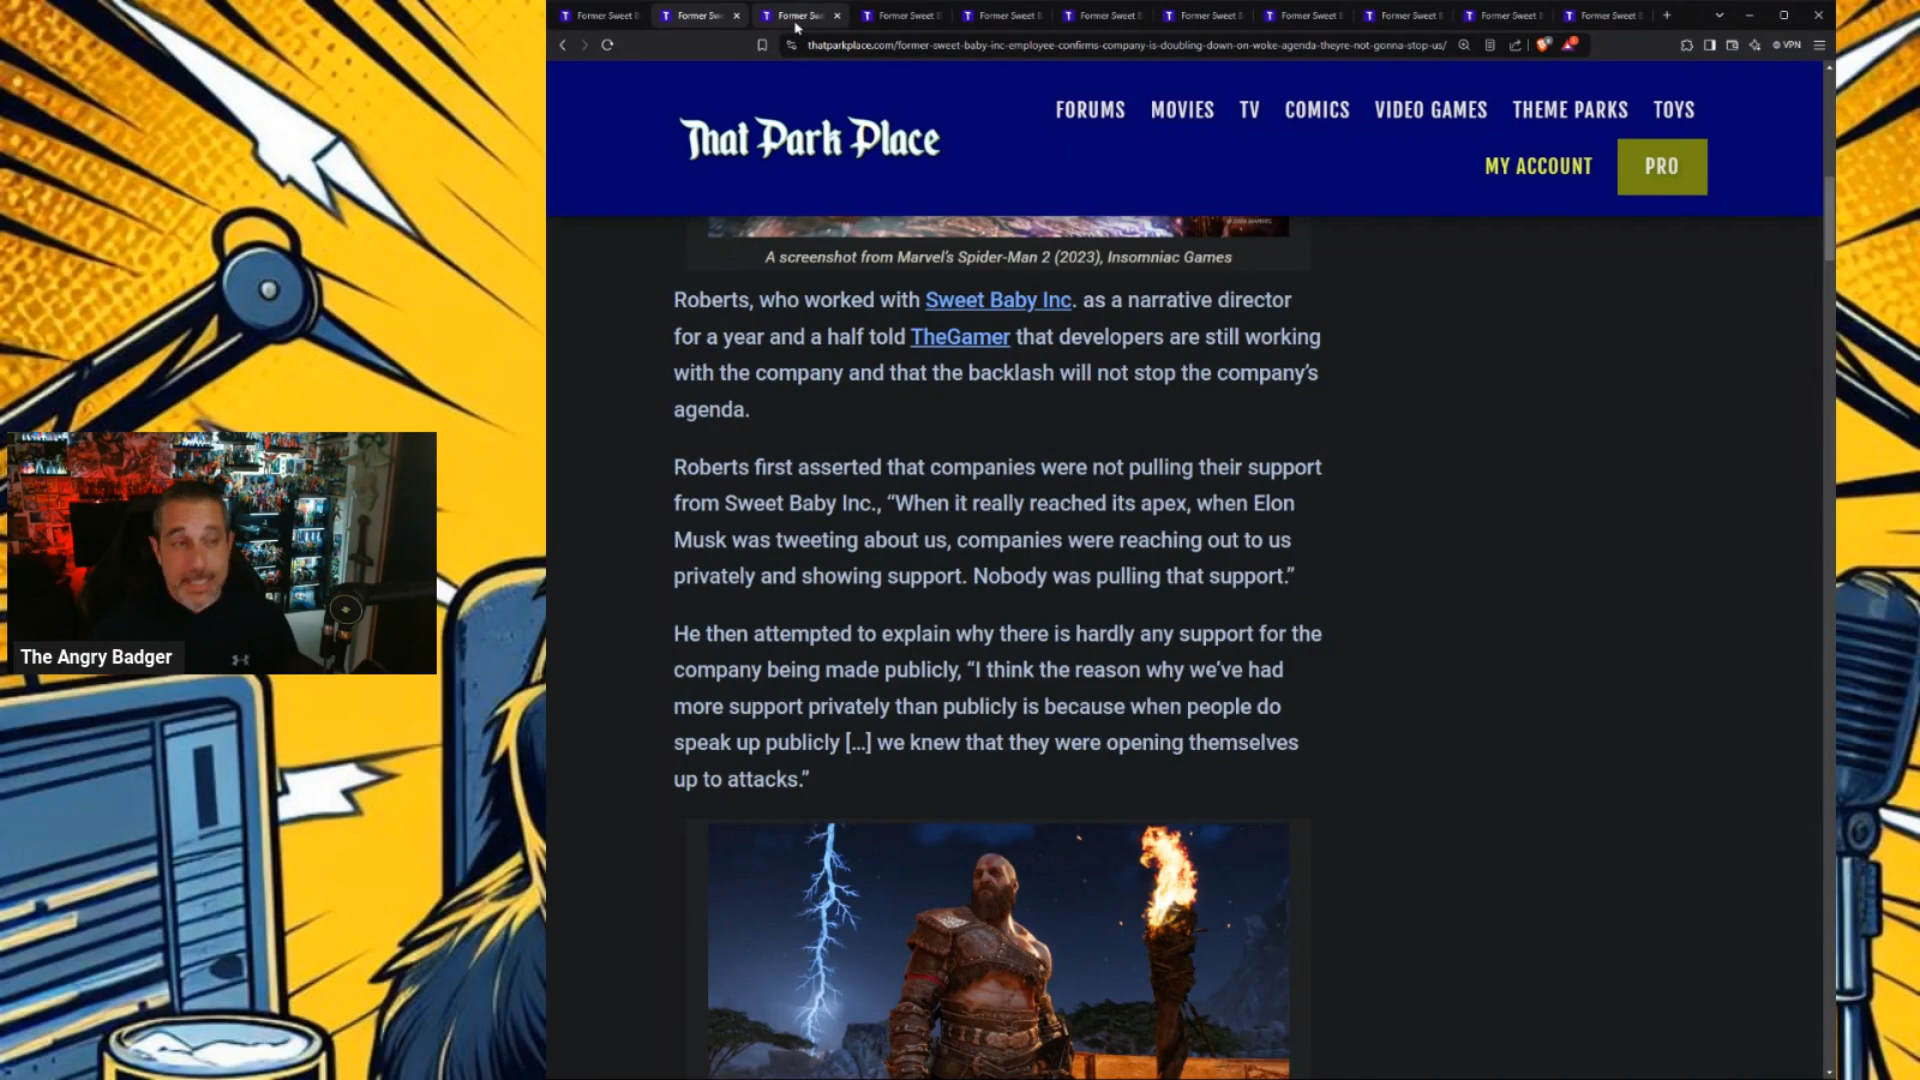 Former Sweet B
Former Sw
Former Sw
Former Sweet B
Former Sweet B
Former Sweet B
Former Sweet B
Former Sweet B
Former Sweet B
Former Sweet B
Former Sweet B
thatparkplace.com/former-sweet-baby-inc-employee-confirms-company-is-doubling-down-on-woke-agenda-theyre-not-gonna-stop-us/
VPN
That Park Place
FORUMS MOVIES TV COMICS VIDEO GAMES THEME PARKS TOYS
MY ACCOUNT PRO
A screenshot from Marvel's Spider-Man 2 (2023), Insomniac Games
Roberts, who worked with Sweet Baby Inc. as a narrative director
for a year and a half told TheGamer that developers are still working
with the company and that the backlash will not stop the company's
agenda.
Roberts first asserted that companies were not pulling their support
from Sweet Baby Inc., “When it really reached its apex, when Elon
Musk was tweeting about us, companies were reaching out to us
privately and showing support. Nobody was pulling that support.”
He then attempted to explain why there is hardly any support for the
company being made publicly, “I think the reason why we’ve had
more support privately than publicly is because when people do
speak up publicly […] we knew that they were opening themselves
up to attacks.”
The Angry Badger